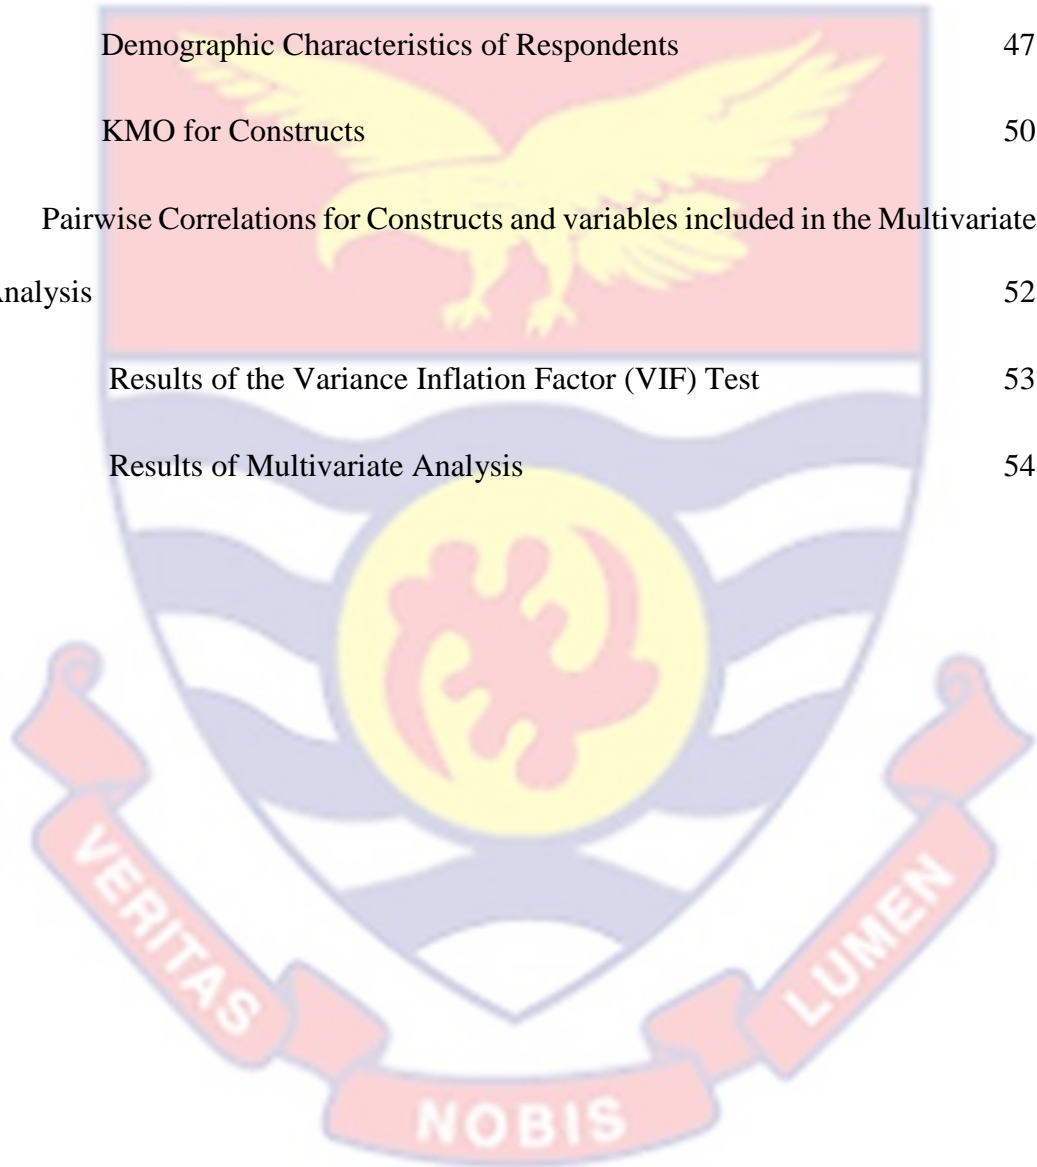 Demographic Characteristics of Respondents 47
KMO for Constructs 50
Pairwise Correlations for Constructs and variables included in the Multivariate
Analysis 52
Results of the Variance Inflation Factor (VIF) Test 53
Results of Multivariate Analysis 54
VERITAS
NOBIS
LUMEN